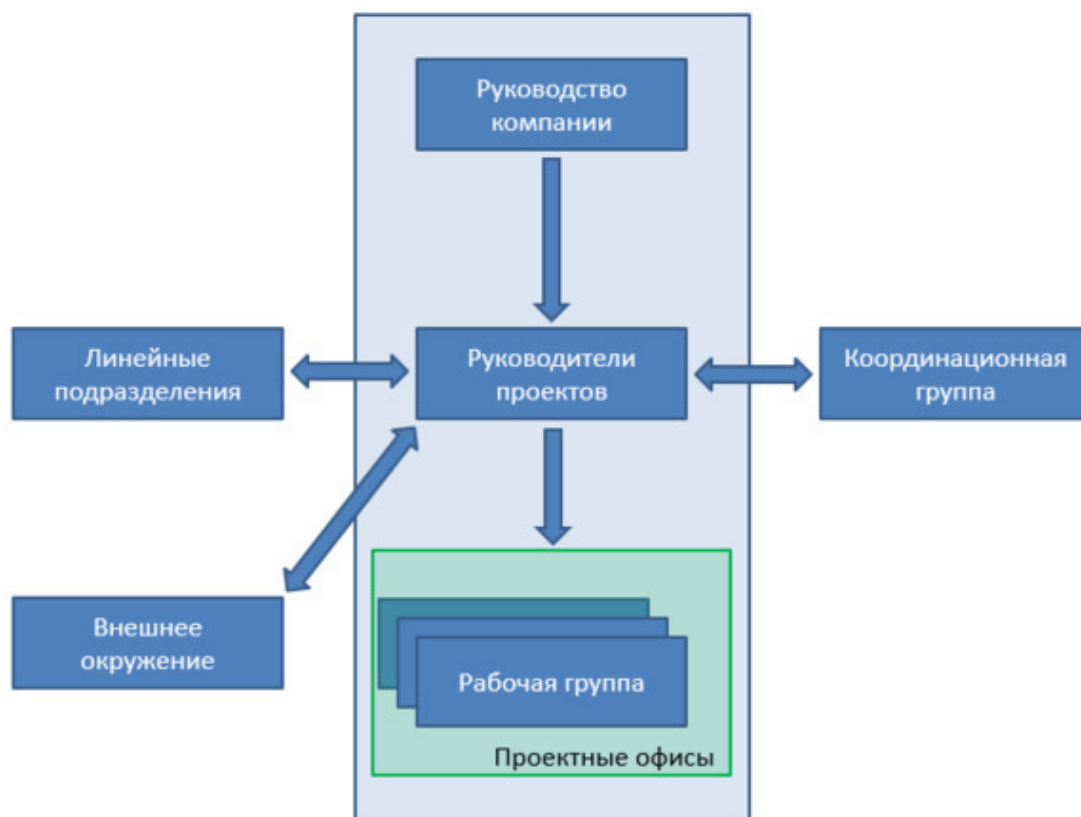 Руководство
компании
Линейные
подразделения
Руководители
проектов
Координационная
группа
Внешнее
окружение
Рабочая группа
Проектные офисы